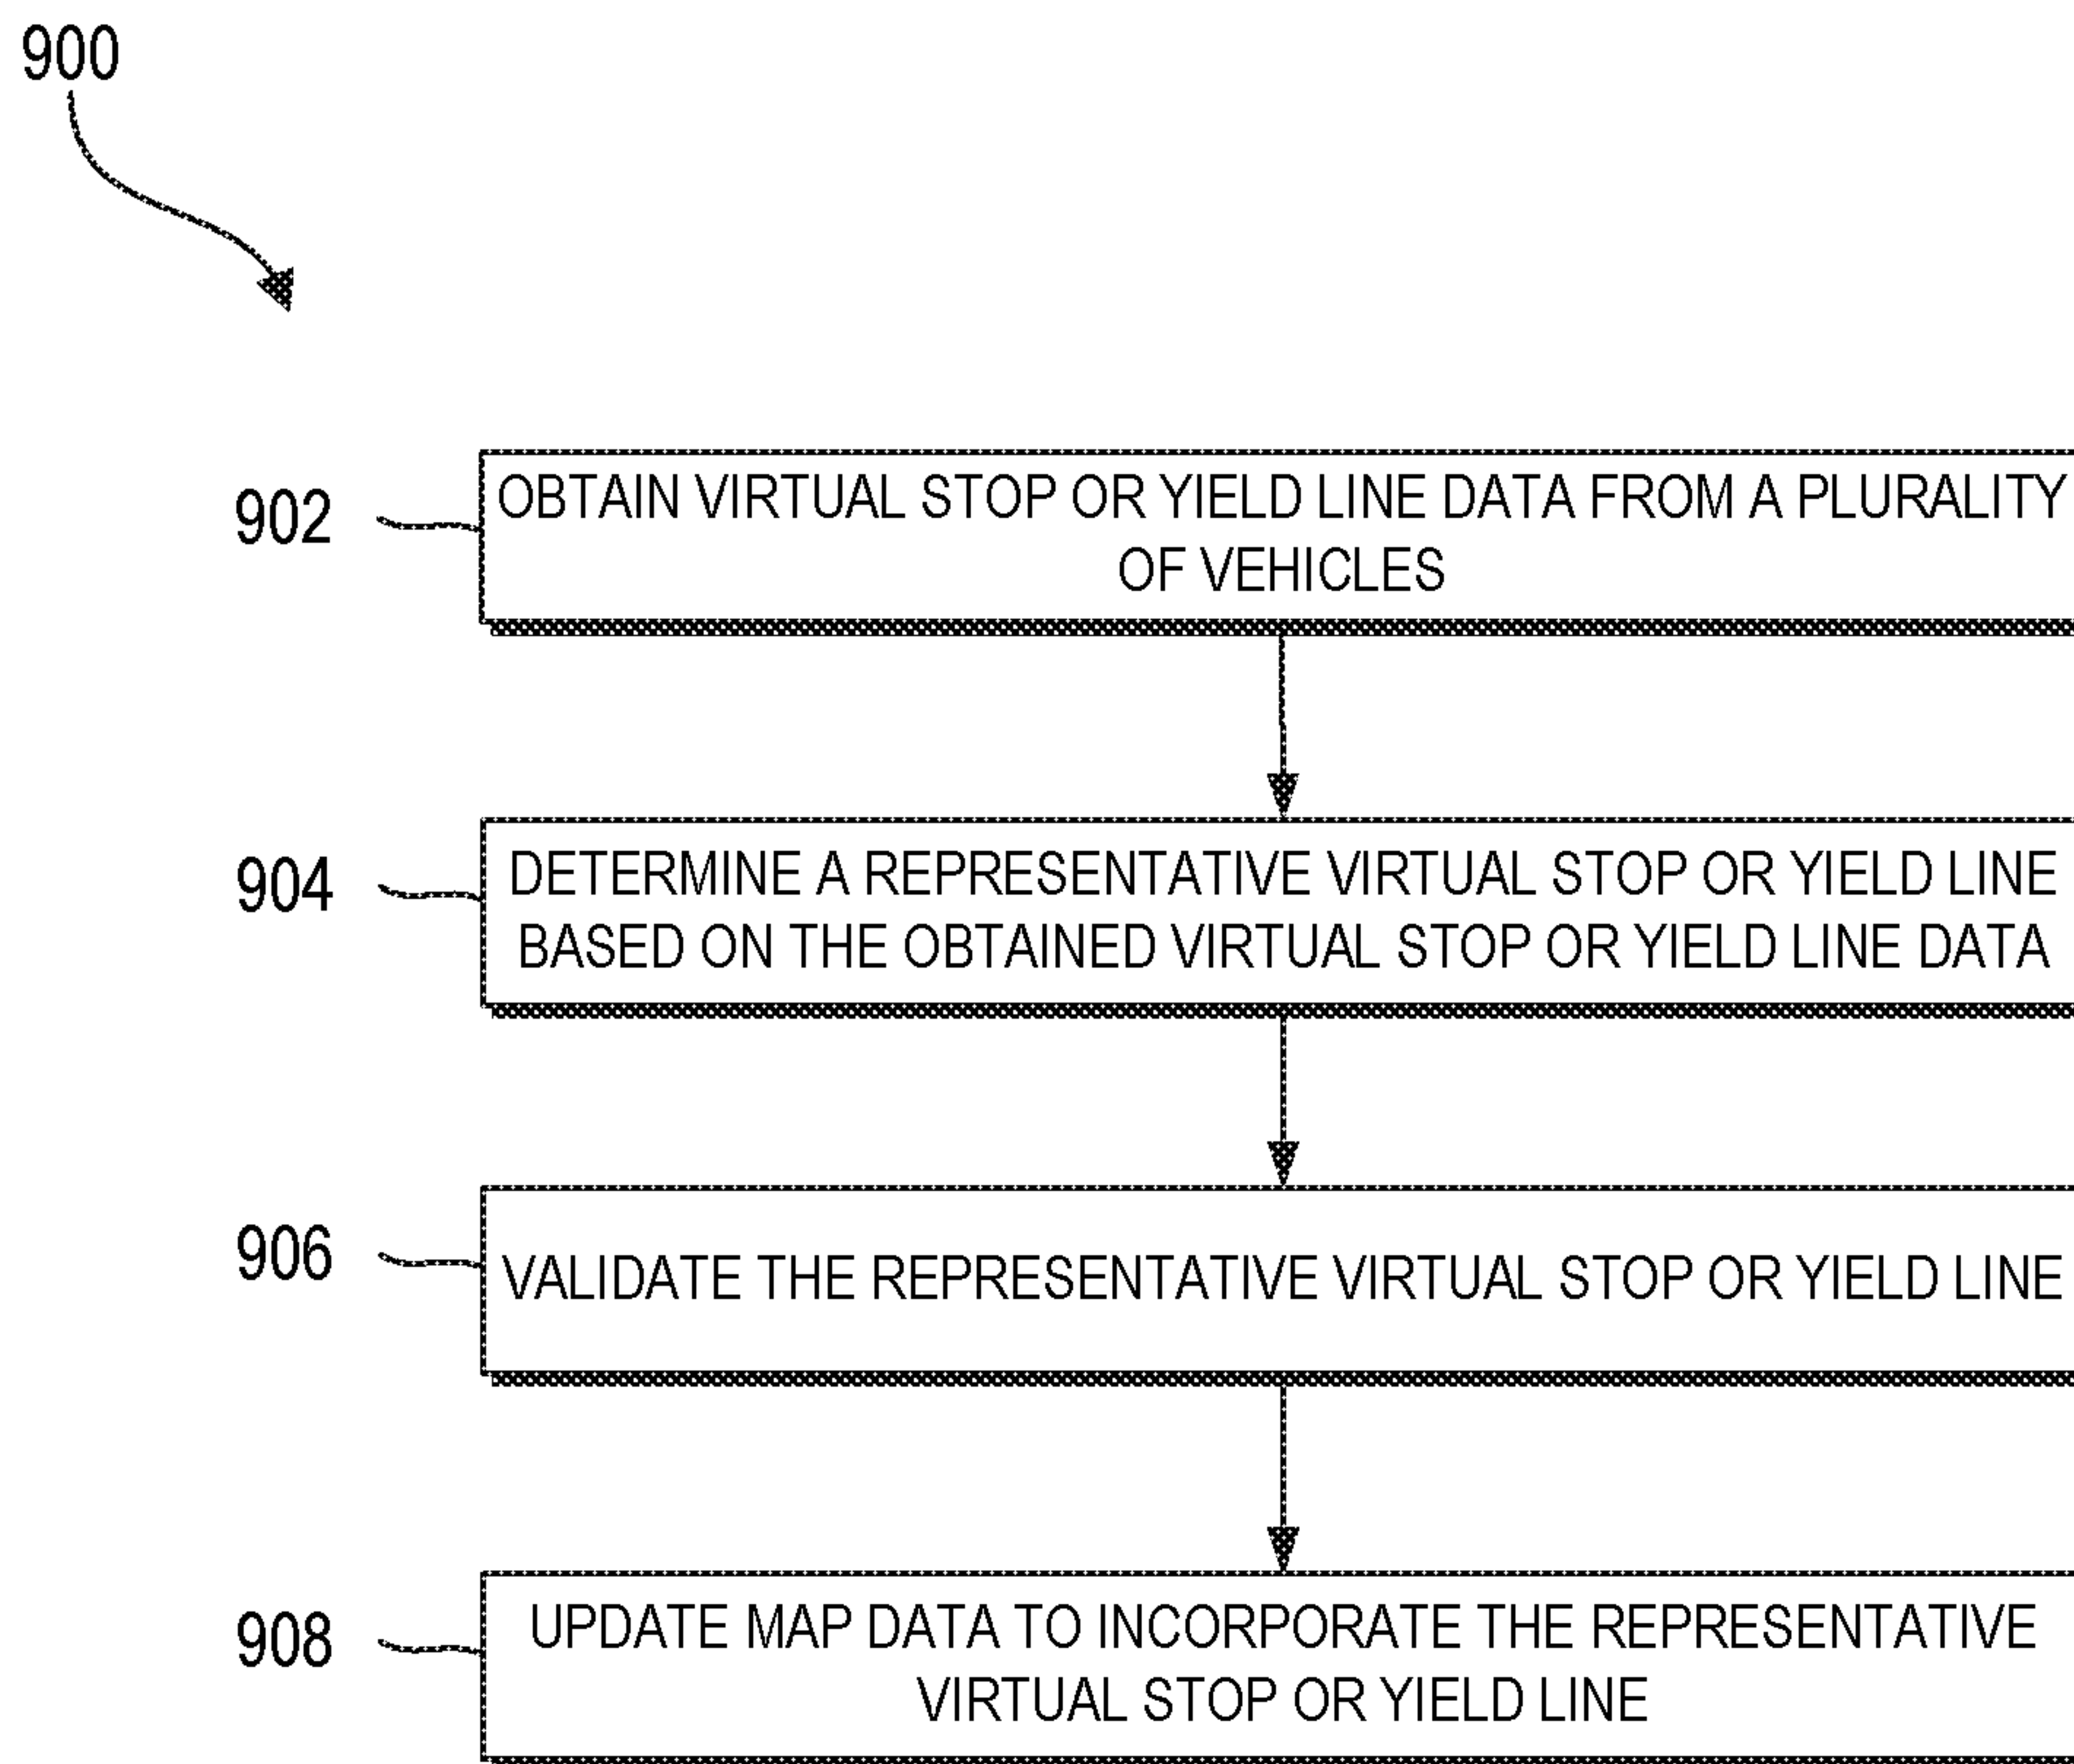 900
902
OBTAIN VIRTUAL STOP OR YIELD LINE DATA FROM A PLURALITY
OF VEHICLES
904
DETERMINE A REPRESENTATIVE VIRTUAL STOP OR YIELD LINE
BASED ON THE OBTAINED VIRTUAL STOP OR YIELD LINE DATA
906
VALIDATE THE REPRESENTATIVE VIRTUAL STOP OR YIELD LINE
908
UPDATE MAP DATA TO INCORPORATE THE REPRESENTATIVE
VIRTUAL STOP OR YIELD LINE